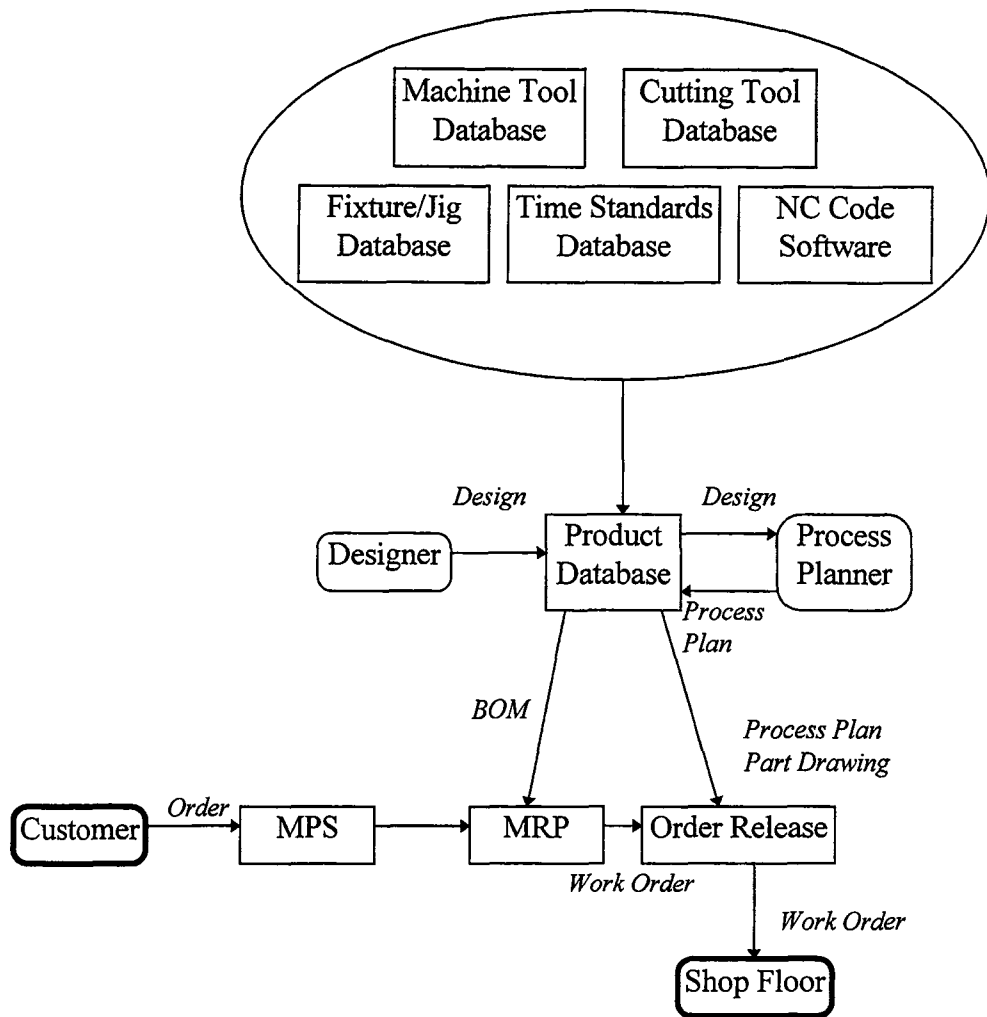 Machine Tool
Database
Cutting Tool
Database
Fixture/Jig
Database
Time Standards
Database
NC Code
Software
Design
Design
Designer
Product
Database
Process
Planner
Process
Plan
BOM
Process Plan
Part Drawing
Order
Customer
MPS
MRP
Order Release
Work Order
Work Order
Shop Floor